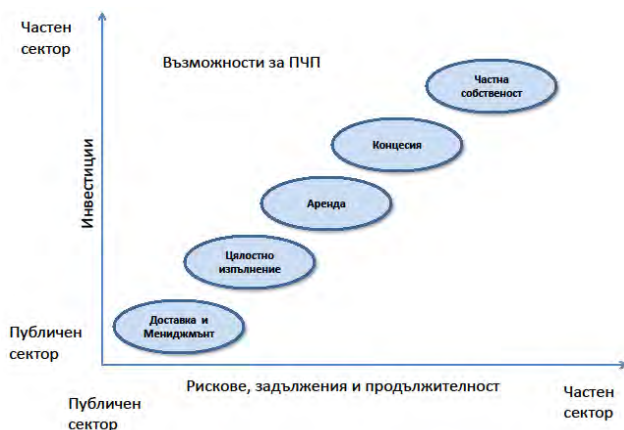 Частен
сектор
Възможности за ПЧП
Частна
собственост
Концесия
Инвестиции
Аренда
Цялостно
изпълнение
Доставка и
Мениджмънт
Публичен
сектор
Рискове, задължения и продължителност
Частен
сектор
Публичен
сектор